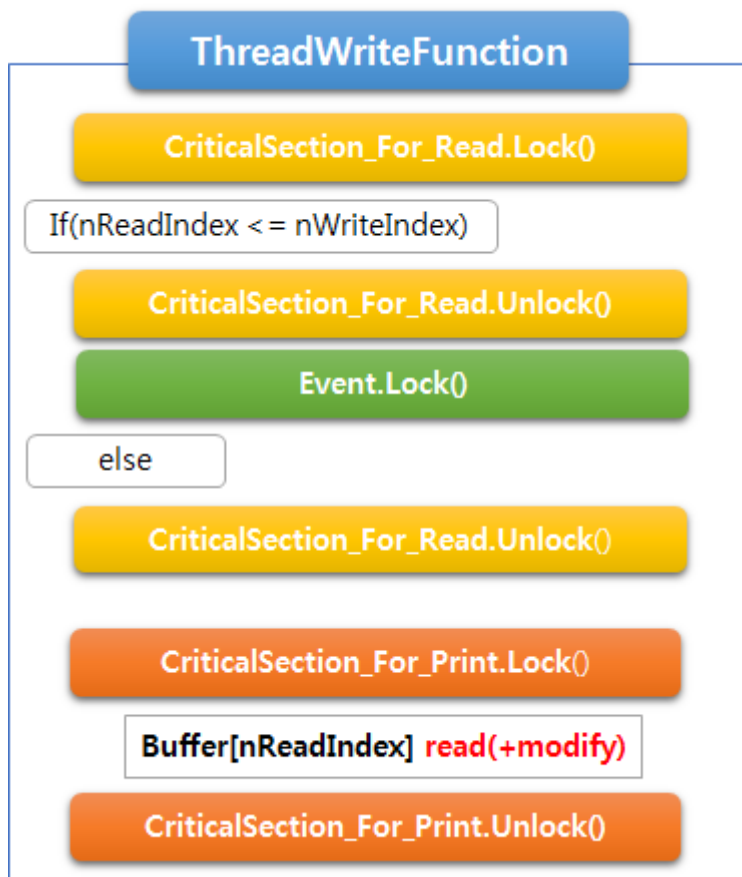 ThreadWriteFunction
CriticalSection_For_Read.Lock()
If(nReadIndex <= nWriteIndex)
CriticalSection_For_Read.Unlock()
Event.Lock()
else
CriticalSection_For_Read.Unlock()
CriticalSection_For_Print.Lock()
Buffer[nReadIndex] read(+modify)
CriticalSection_For_Print.Unlock()